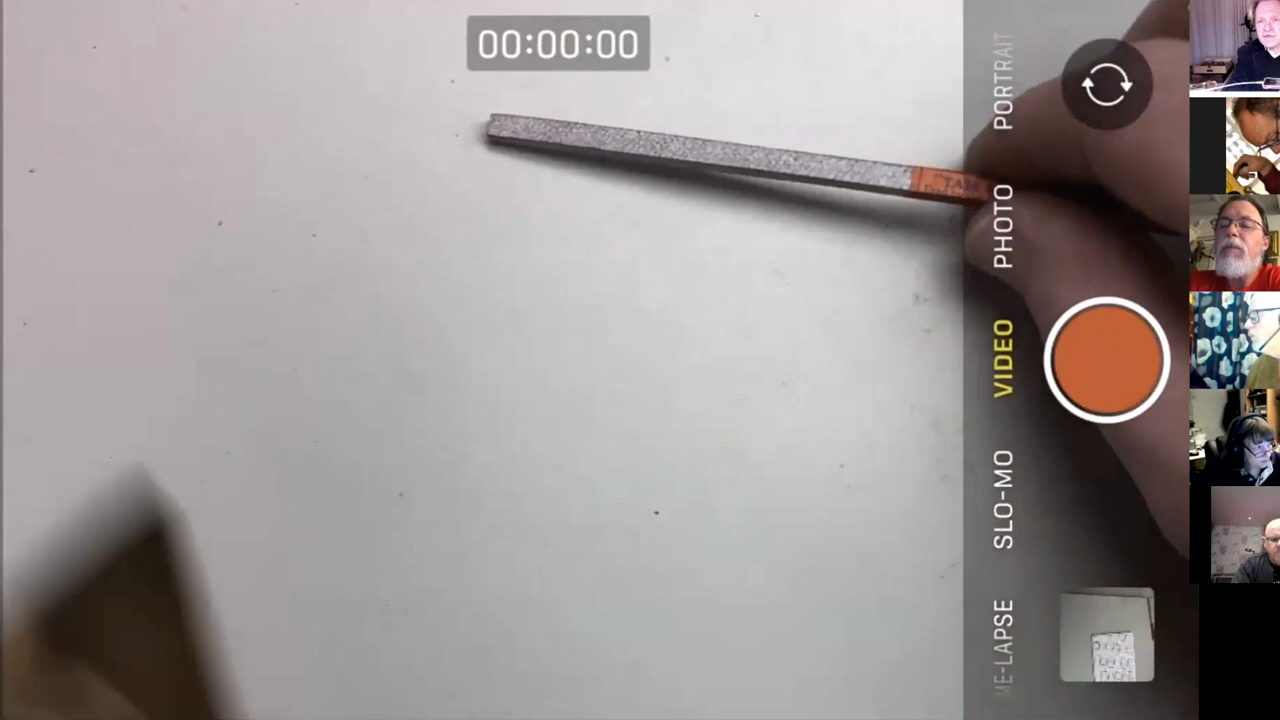 00:00:00
PORTRAIT
PHOTO
VIDEO
SLO-MO
ME-LAPSE